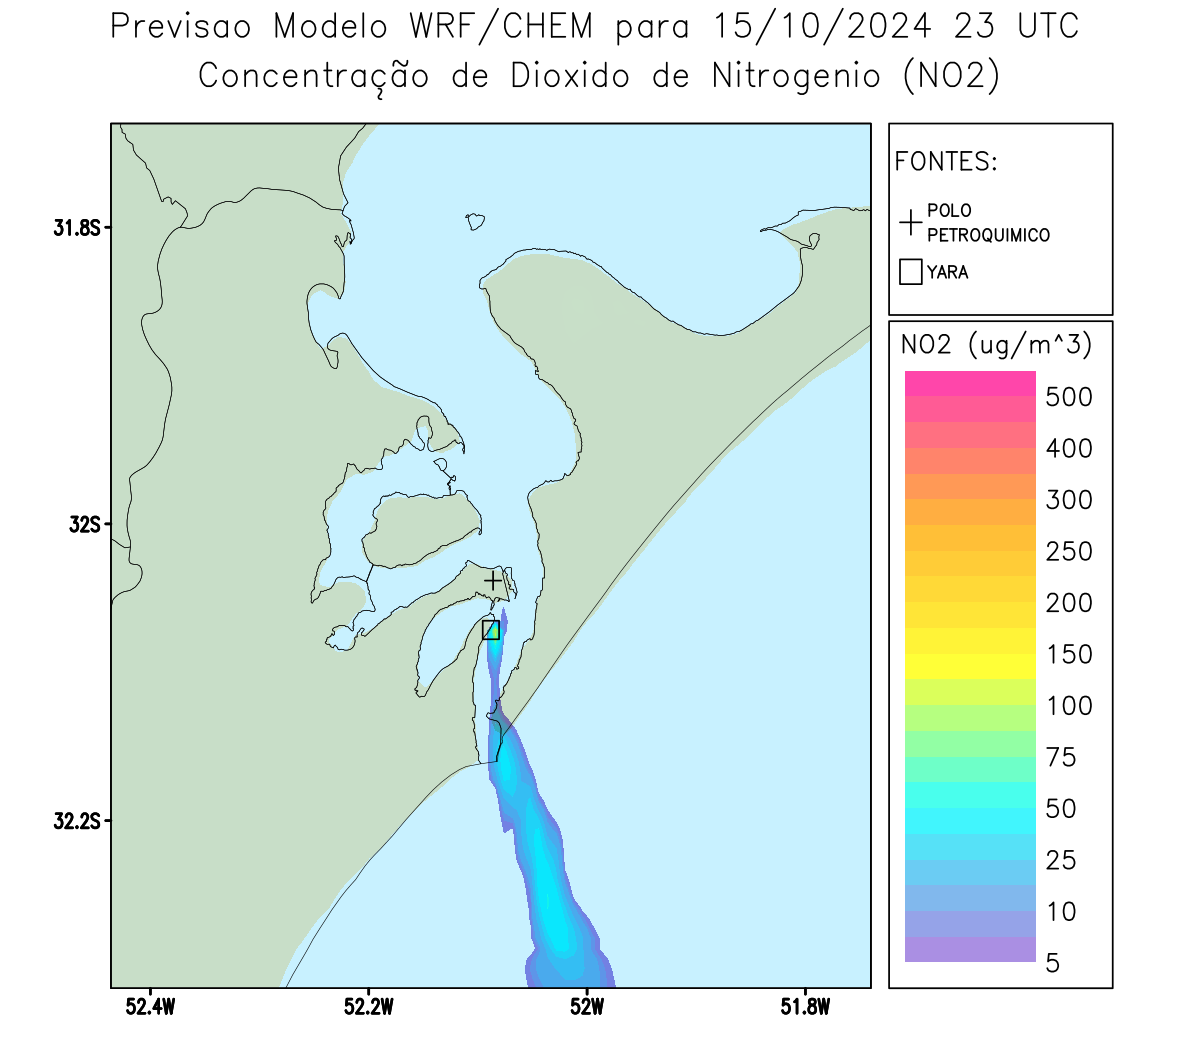 Previsao Modelo WRF/CHEM para 15/10/2024 23 UTC
Concentração de Dioxido de Nitrogenio (NO2)
FONTES:
POLO
PETROQUIMICO
YARA
31.8S
32S
32.2S
52.4W
52.2W
52W
51.8W
NO2 (ug/m^3)
500
400
300
250
200
150
100
75
50
25
10
5